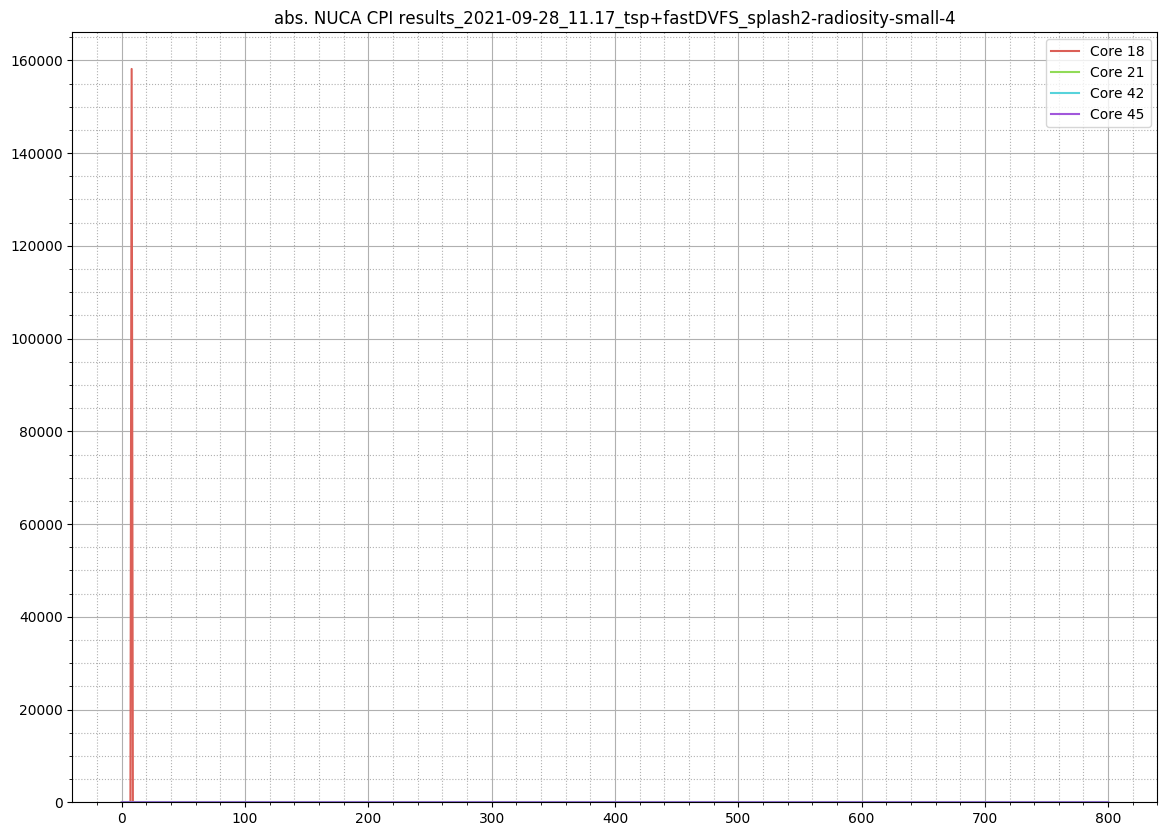 abs. NUCA CPI results_2021-09-28_11.17_tsp+fastDVFS_splash2-radiosity-small-4
Core 18
Core 21
Core 42
Core 45
160000
140000
120000
100000
80000
60000
40000
20000
0
0 100 200 300 400 500 600 700 800